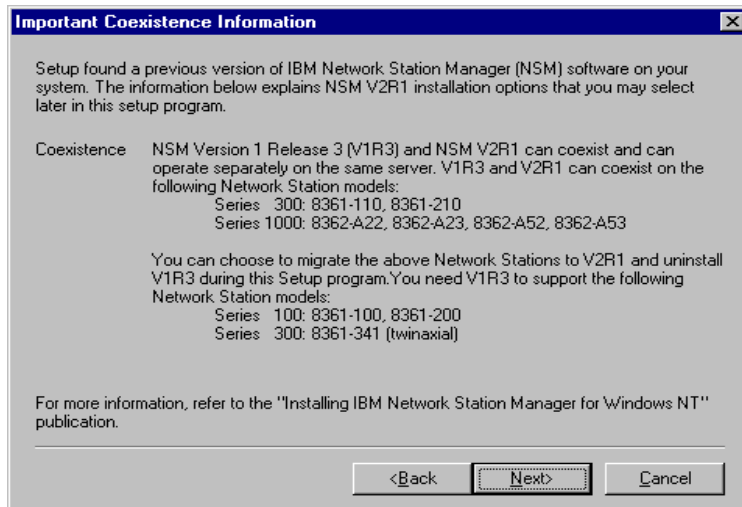 Important Coexistence Information
Setup found a previous version of IBM Network Station Manager (NSM) software on your
system. The information below explains NSM V2R1 installation options that you may select
later in this setup program.
Coexistence NSM Version 1 Release 3 (V1R3) and NSM V2R1 can coexist and can
operate separately on the same server. V1R3 and V2R1 can coexist on the
following Network Station models:
Series 300: 8361-110, 8361-210
Series 1000: 8362-A22, 8362-A23, 8362-A52, 8362-A53
You can choose to migrate the above Network Stations to V2R1 and uninstall
V1R3 during this Setup program.You need V1R3 to support the following
Network Station models:
Series 100: 8361-100, 8361-200
Series 300: 8361-341 (twinaxial)
For more information, refer to the "Installing IBM Network Station Manager for Windows NT"
publication.
<Back Next> Cancel